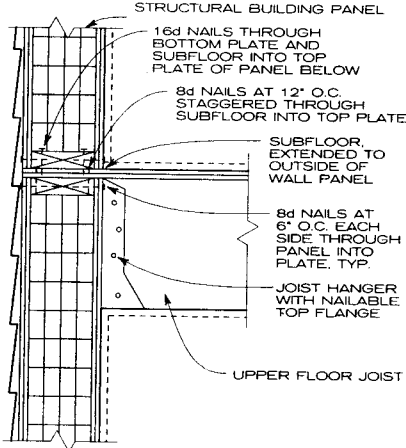 STRUCTURAL BUILDING PANEL
16d NAILS THROUGH
BOTTOM PLATE AND
SUBFLOOR INTO TOP
PLATE OF PANEL BELOW
8d NAILS AT 12" O.C.
STAGGERED THROUGH
SUBFLOOR INTO TOP PLATE
SUBFLOOR,
EXTENDED TO
OUTSIDE OF
WALL PANEL
8d NAILS AT
6" O.C. EACH
SIDE THROUGH
PANEL INTO
PLATE, TYP.
JOIST HANGER
WITH NAILABLE
TOP FLANGE
UPPER FLOOR JOIST